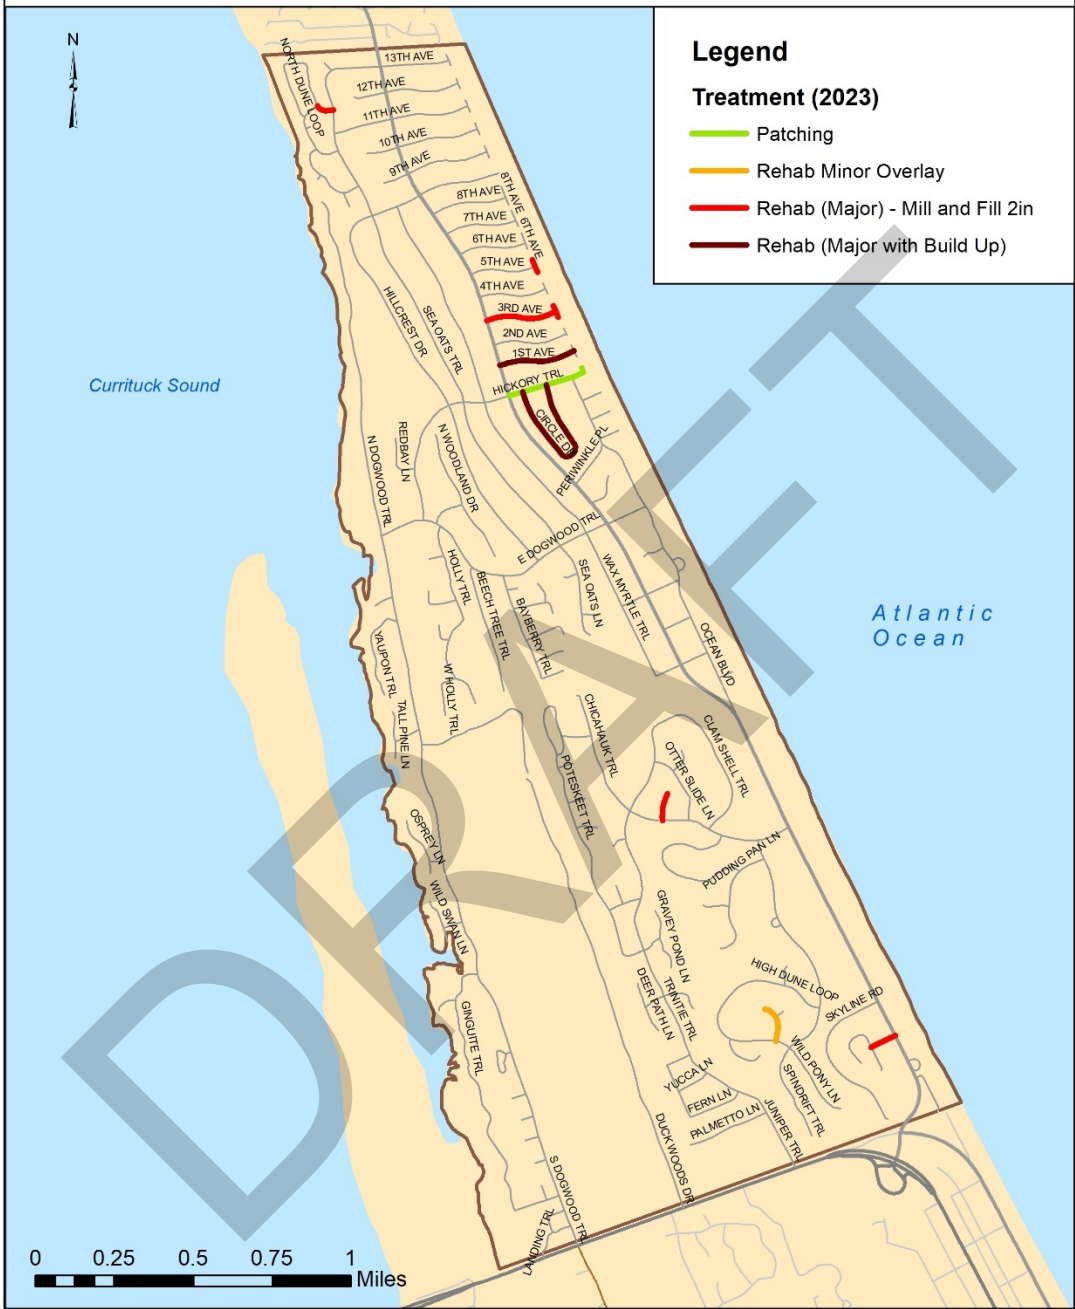 Legend
Treatment (2023)
Patching
Rehab Minor Overlay
Rehab (Major) - Mill and Fill 2in
Rehab (Major with Build Up)
N
NORTH DUNE LOOP
13TH AVE
12TH AVE
11TH AVE
10TH AVE
9TH AVE
8TH AVE
8TH AVE
7TH AVE
6TH AVE
6TH AVE
5TH AVE
4TH AVE
3RD AVE
2ND AVE
1ST AVE
HICKORY TRL
CIRCLE DR
PERIWINKLE PL
HILLCREST DR
SEA OATS TRL
Currituck Sound
N DOGWOOD TRL
REDBAY LN
N WOODLAND DR
E DOGWOOD TRL
HOLLY TRL
BEECH TREE TRL
BAYBERRY TRL
SEA OATS LN
WAX MYRTLE TRL
OCEAN BLVD
Atlantic
Ocean
YAUPON TRL
TALL PINE LN
W HOLLY TRL
CHICAHAUK TRL
CLAM SHELL TRL
OTTER SLIDE LN
POTESKEET TRL
OSPREY LN
PUDDING PAN LN
WILD SWAN LN
GRAVEY POND LN
DEER PATH LN
TRINITIE TRL
HIGH DUNE LOOP
SKYLINE RD
GINGUITE TRL
WILD PONY LN
SPINDRIFT TRL
YUCCA LN
FERN LN
PALMETTO LN
JUNIPER TRL
DUCK WOODS DR
S DOGWOOD TRL
LANDING TRL
0 0.25 0.5 0.75 1
Miles
DRAFT